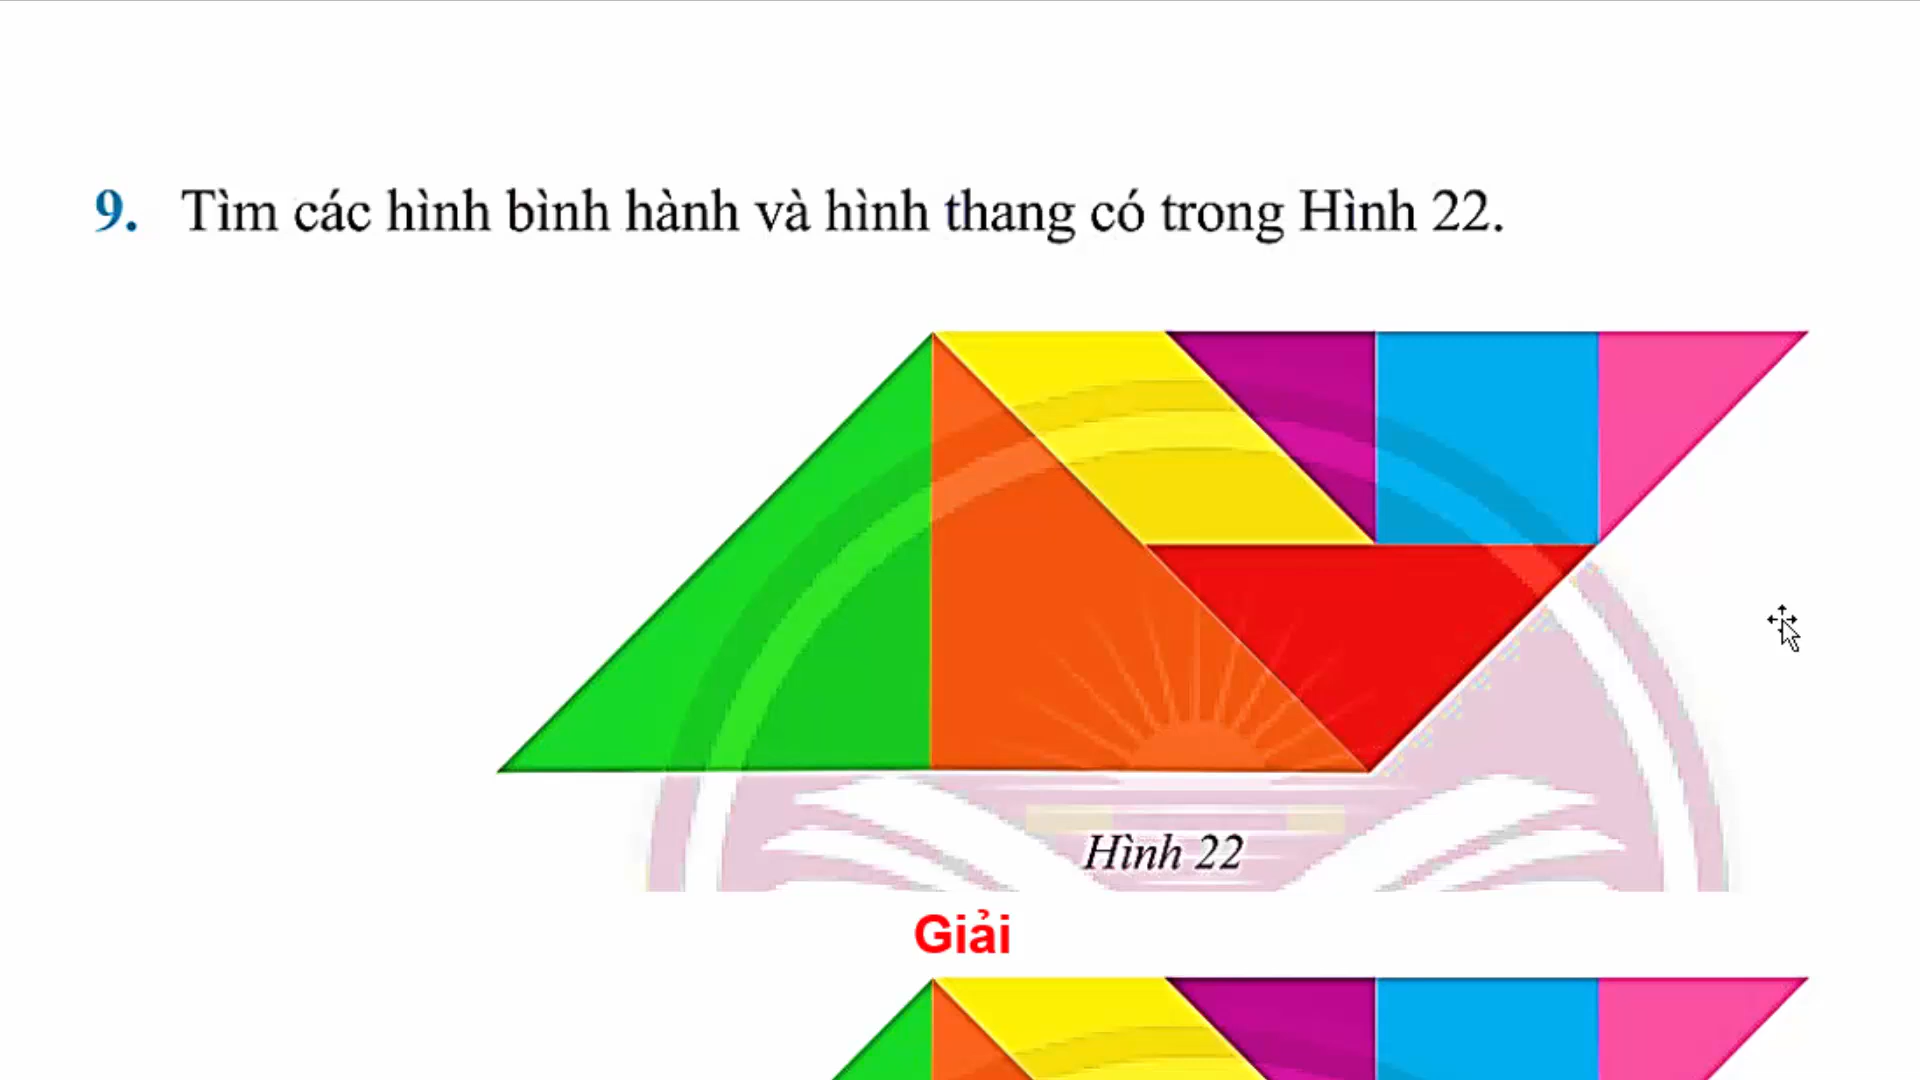 9. Tìm các hình bình hành và hình thang có trong Hình 22.
Hình 22
Giải